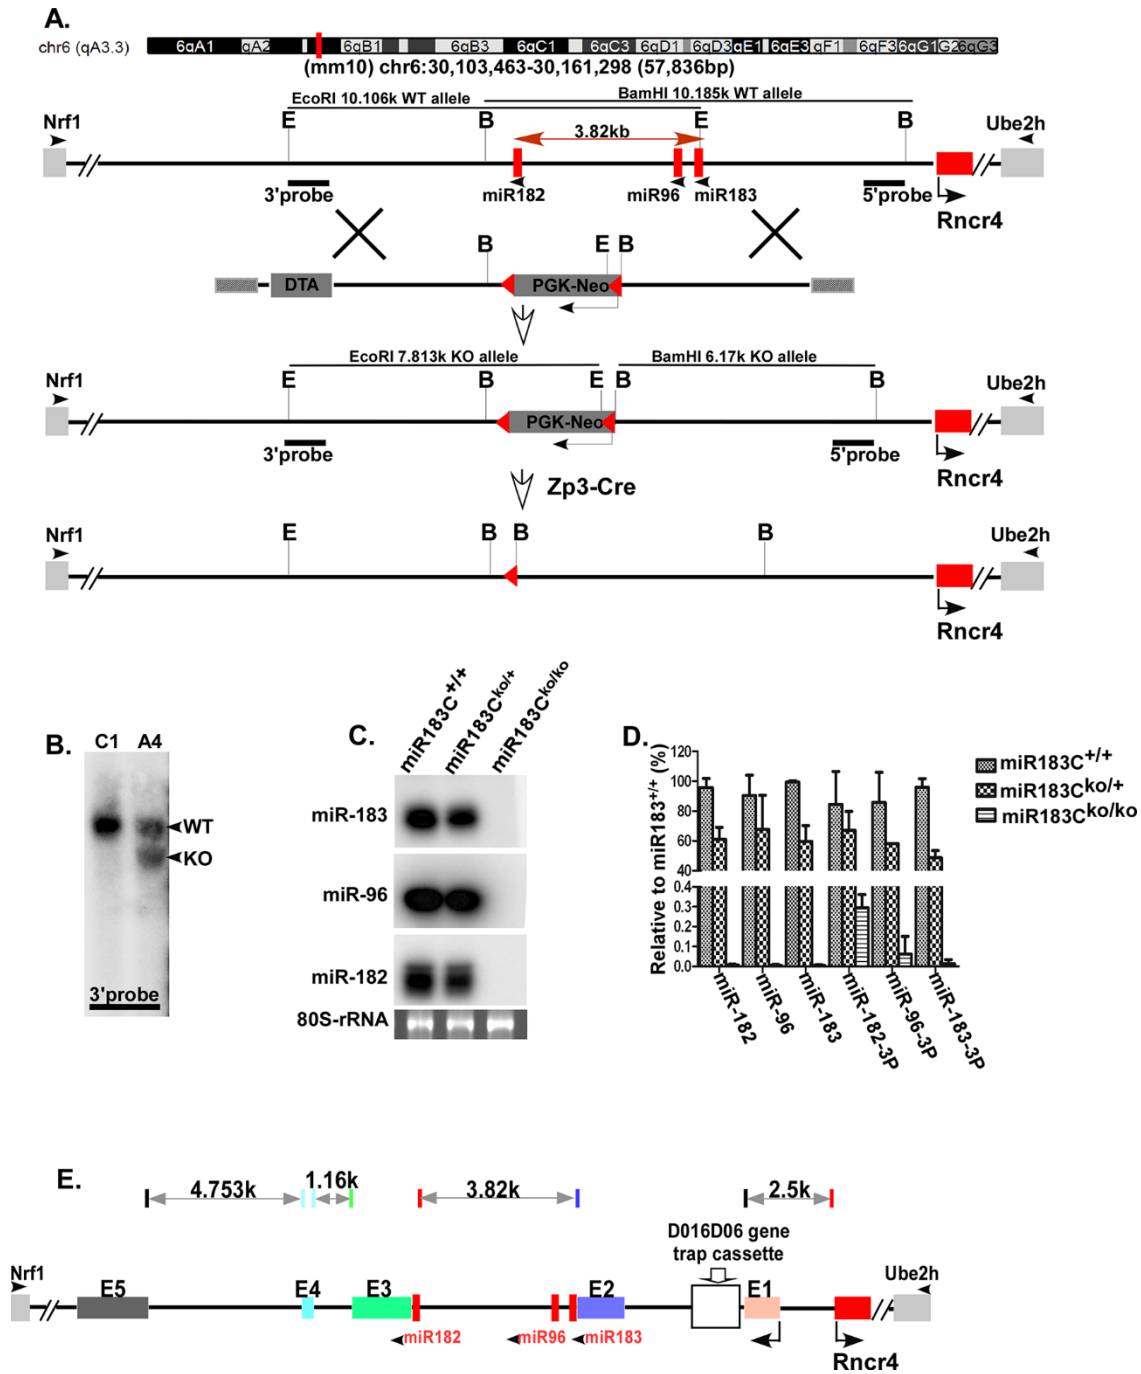 A.
chr6 (qA3.3)
6qA1 qA2 6qB1 6qB3 6qC1 6qC3 6qD1 6qD3 qE1 6qE3 qF1 6qF3 6qG1 G2 6qG3
(mm10) chr6:30,103,463-30,161,298 (57,836bp)
EcoRI 10.106k WT allele
BamHI 10.185k WT allele
Nrf1
E
B
3.82kb
E
B
Ube2h
3'probe
miR182
miR96
miR183
5'probe
Rncr4
B
E
B
DTA
PGK-Neo
EcoRI 7.813k KO allele
BamHI 6.17k KO allele
Nrf1
E
B
E
B
B
Ube2h
PGK-Neo
3'probe
5'probe
Rncr4
Zp3-Cre
Nrf1
E
B
B
B
Ube2h
Rncr4
B.
C1 A4
WT
KO
3'probe
C.
miR183C+/+
miR183Cko/+
miR183Cko/ko
miR-183
miR-96
miR-182
80S-rRNA
D.
Relative to miR183+/+ (%)
120
100
80
60
40
0.4
0.3
0.2
0.1
0.0
miR-182
miR-96
miR-183
miR-182-3P
miR-96-3P
miR-183-3P
miR183C+/+
miR183Cko/+
miR183Cko/ko
E.
4.753k
1.16k
3.82k
2.5k
D016D06 gene
trap cassette
Nrf1
E5
E4
E3
E2
E1
Ube2h
miR182
miR96
miR183
Rncr4